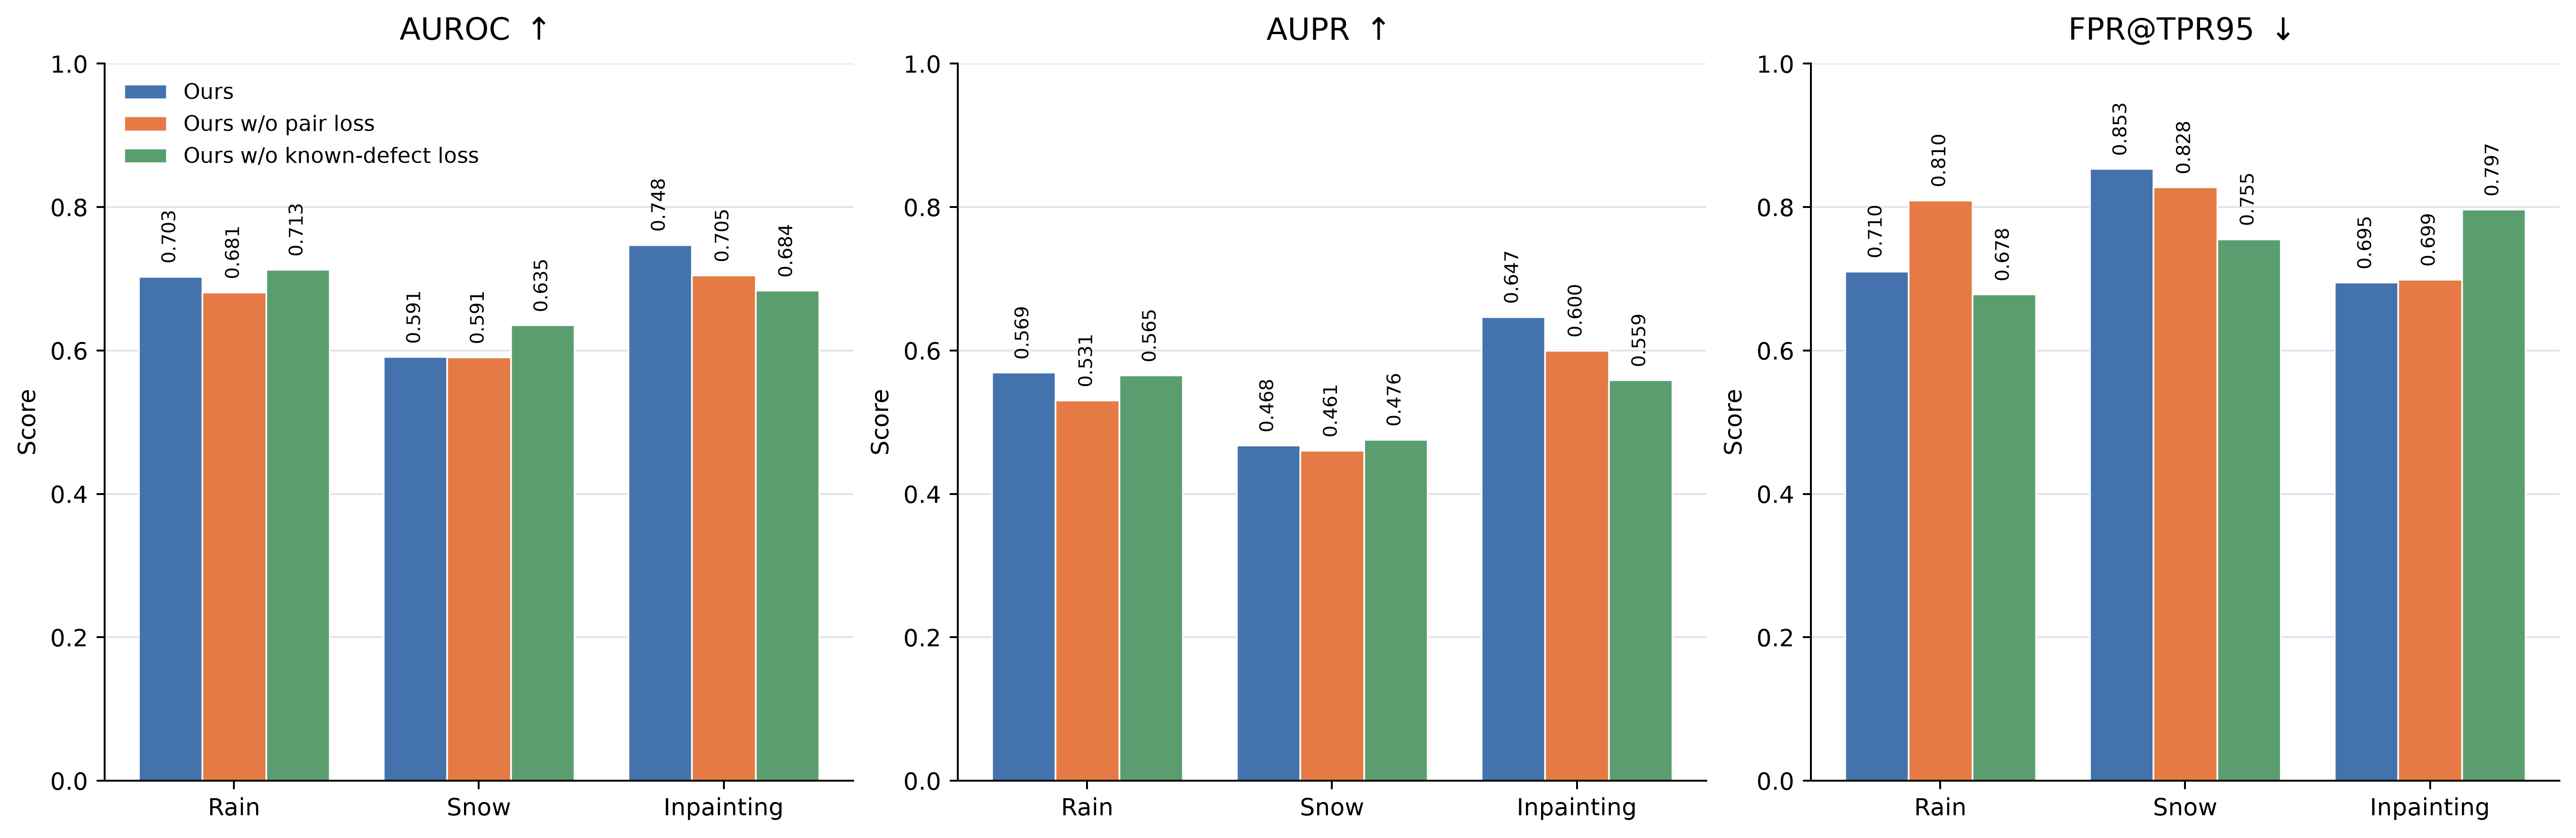 AUROC ↑
1.0
0.8
0.6
0.4
0.2
0.0
Score
Ours
Ours w/o pair loss
Ours w/o known-defect loss
0.703
0.681
0.713
0.591
0.591
0.635
0.748
0.705
0.684
Rain
Snow
Inpainting
AUPR ↑
1.0
0.8
0.6
0.4
0.2
0.0
Score
0.569
0.531
0.565
0.468
0.461
0.476
0.647
0.600
0.559
Rain
Snow
Inpainting
FPR@TPR95 ↓
1.0
0.8
0.6
0.4
0.2
0.0
Score
0.710
0.810
0.678
0.853
0.828
0.755
0.695
0.699
0.797
Rain
Snow
Inpainting